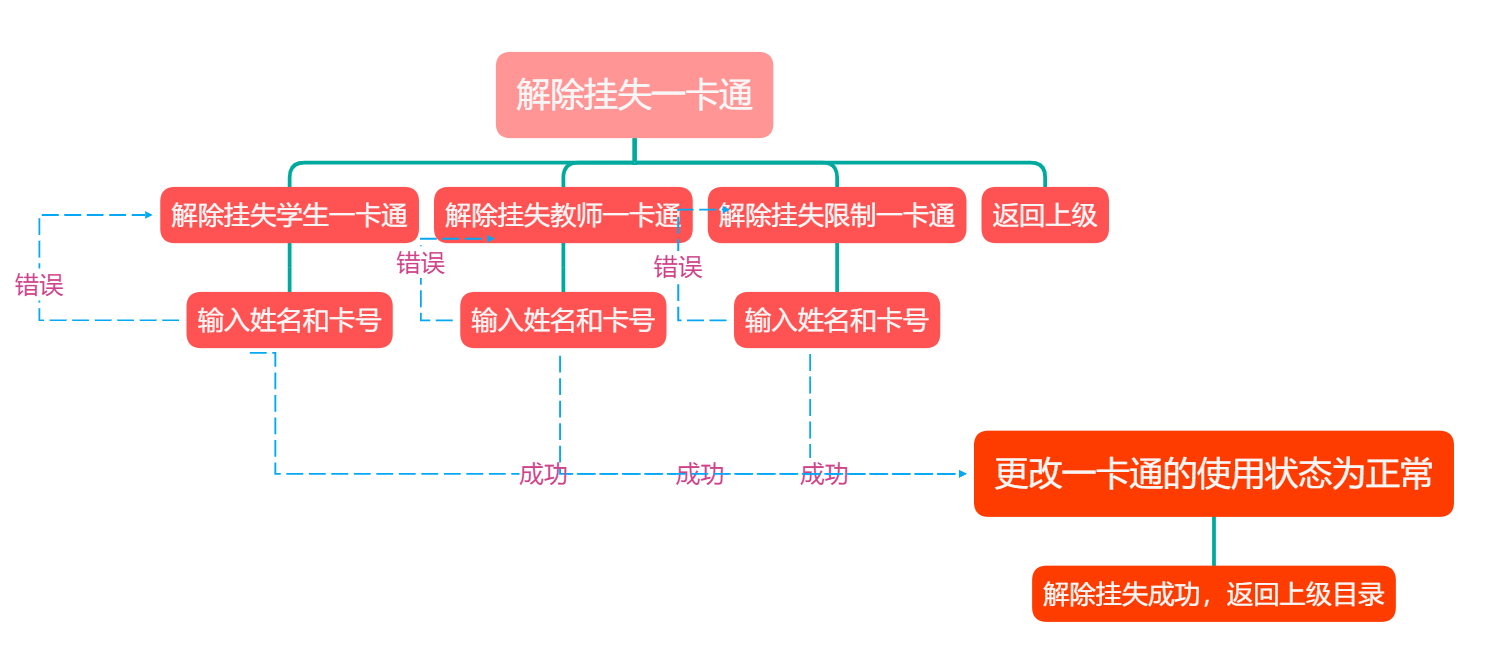 解除挂失一卡通
解除挂失学生一卡通
解除挂失教师一卡通
解除挂失限制一卡通
返回上级
错误
错误
错误
输入姓名和卡号
输入姓名和卡号
输入姓名和卡号
成功
成功
成功
更改一卡通的使用状态为正常
解除挂失成功，返回上级目录